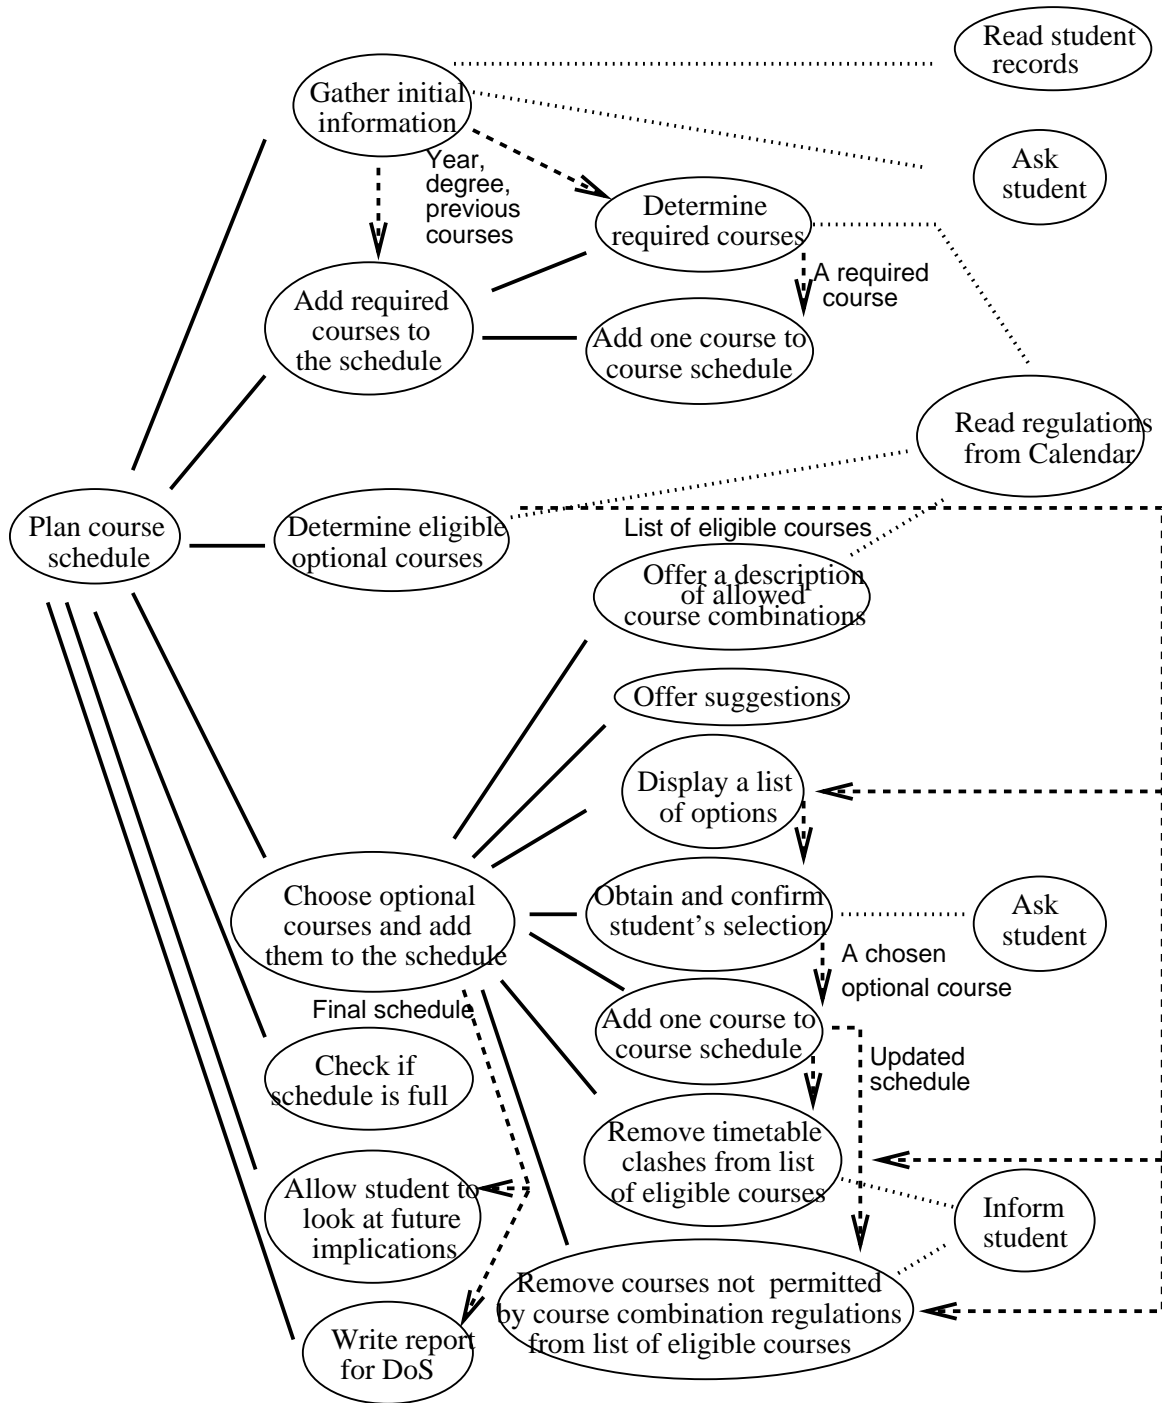 Read student
records
Gather initial
information
Ask
student
Year,
degree,
previous
courses
Determine
required courses
A required
course
Add required
courses to
the schedule
Add one course to
course schedule
Read regulations
from Calendar
Plan course
schedule
Determine eligible
optional courses
List of eligible courses
Offer a description
of allowed
course combinations
Offer suggestions
Display a list
of options
Choose optional
courses and add
them to the schedule
Obtain and confirm
student's selection
Ask
student
A chosen
optional course
Final schedule
Add one course to
course schedule
Updated
schedule
Check if
schedule is full
Remove timetable
clashes from list
of eligible courses
Allow student to
look at future
implications
Inform
student
Remove courses not permitted
by course combination regulations
from list of eligible courses
Write report
for DoS